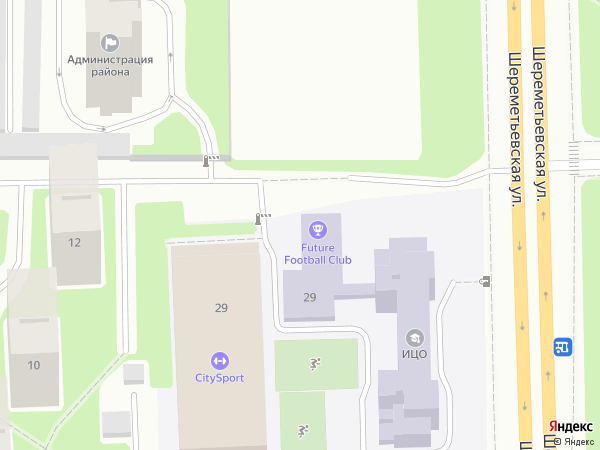 Администрация
района
Шереметьевская ул.
Шереметьевская ул.
12
Future
Football Club
29
29
ИЦО
10
CitySport
Яндекс
© Яндекс